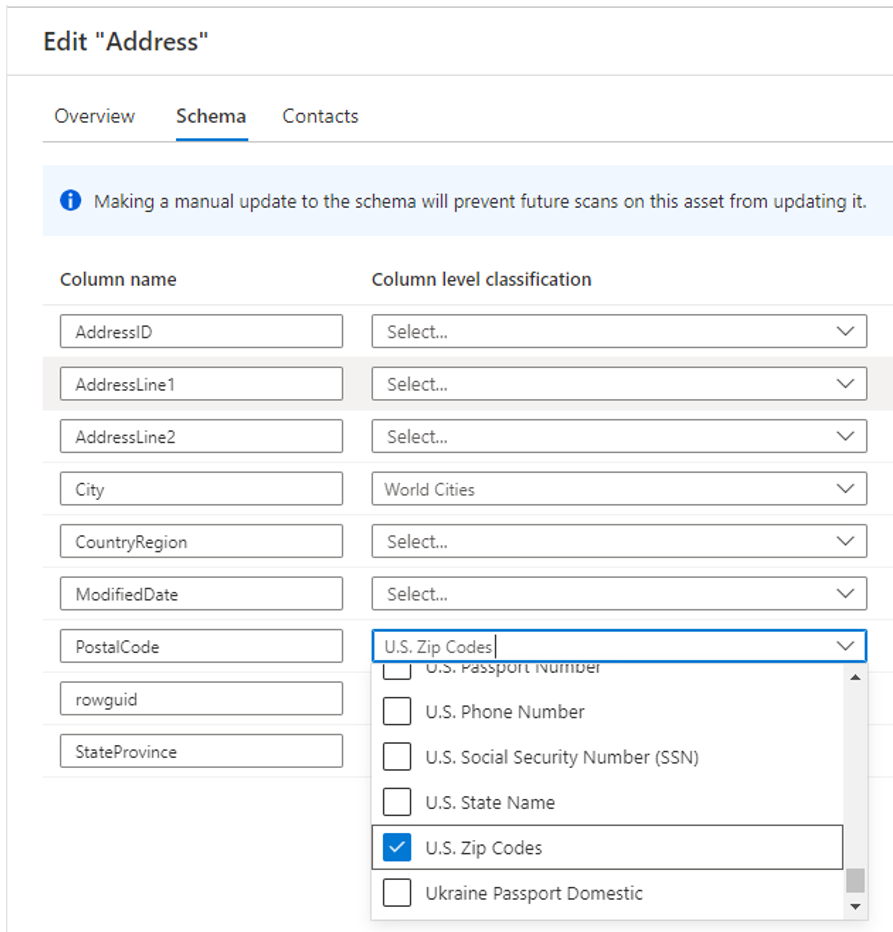 Edit "Address"
Overview Schema Contacts
Making a manual update to the schema will prevent future scans on this asset from updating it.
Column name Column level classification
AddressID Select...
AddressLine1 Select...
AddressLine2 Select...
City World Cities
CountryRegion Select...
ModifiedDate Select...
PostalCode U.S. Zip Codes
U.S. Passport Number
rowguid
U.S. Phone Number
StateProvince
U.S. Social Security Number (SSN)
U.S. State Name
U.S. Zip Codes
Ukraine Passport Domestic